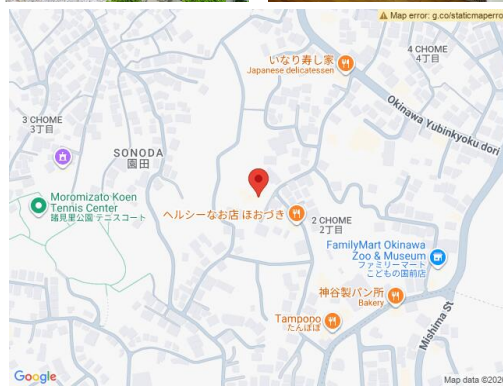 Map error: g.co/staticmaperro
いなり寿し家
Japanese delicatessen
4 CHOME
4丁目
Okinawa Yubinkyoku dori
3 CHOME
3丁目
SONODA
園田
Moromizato Koen
Tennis Center
諸見里公園 テニスコート
ヘルシーなお店 ほおづき
2 CHOME
2丁目
FamilyMart Okinawa
Zoo & Museum
ファミリーマート
こどもの国前店
神谷製パン所
Bakery
Mishima St
Tampopo
たんぽぽ
Google
Map data ©202